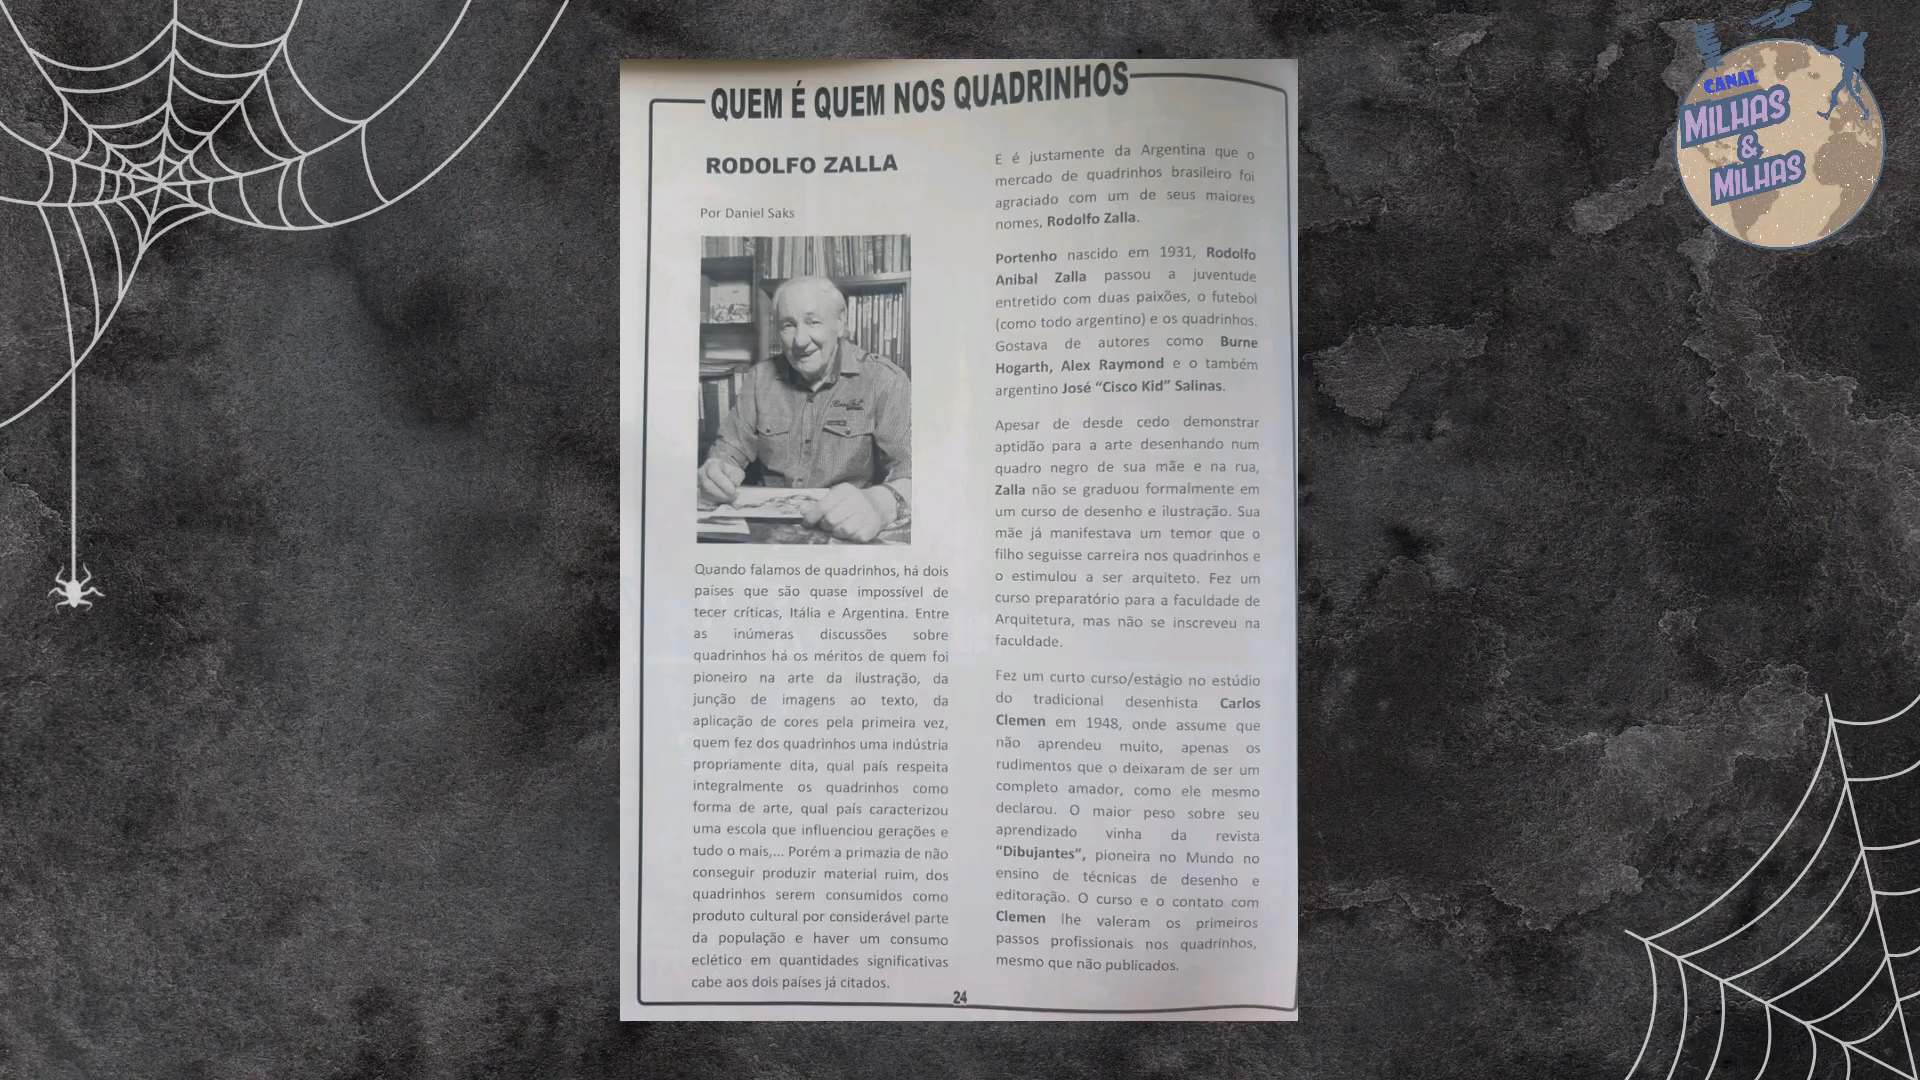 QUEM É QUEM NOS QUADRINHOS
RODOLFO ZALLA
Por Daniel Saks
Quando falamos de quadrinhos, há dois
países que são quase impossível de
tecer críticas, Itália e Argentina. Entre
as inúmeras discussões sobre
quadrinhos há os méritos de quem foi
pioneiro na arte da ilustração, da
junção de imagens ao texto, da
aplicação de cores pela primeira vez,
quem fez dos quadrinhos uma indústria
propriamente dita, qual país respeita
integralmente os quadrinhos como
forma de arte, qual país caracterizou
uma escola que influenciou gerações e
tudo o mais,... Porém a primazia de não
conseguir produzir material ruim, dos
quadrinhos serem consumidos como
produto cultural por considerável parte
da população e haver um consumo
eclético em quantidades significativas
cabe aos dois países já citados.
E é justamente da Argentina que o
mercado de quadrinhos brasileiro foi
agraciado com um de seus maiores
nomes, Rodolfo Zalla.
Portenho nascido em 1931, Rodolfo
Anibal Zalla passou a juventude
entretido com duas paixões, o futebol
(como todo argentino) e os quadrinhos.
Gostava de autores como Burne
Hogarth, Alex Raymond e o também
argentino José “Cisco Kid” Salinas.
Apesar de desde cedo demonstrar
aptidão para a arte desenhando num
quadro negro de sua mãe e na rua,
Zalla não se graduou formalmente em
um curso de desenho e ilustração. Sua
mãe já manifestava um temor que o
filho seguisse carreira nos quadrinhos e
o estimulou a ser arquiteto. Fez um
curso preparatório para a faculdade de
Arquitetura, mas não se inscreveu na
faculdade.
Fez um curto curso/estágio no estúdio
do tradicional desenhista Carlos
Clemen em 1948, onde assume que
não aprendeu muito, apenas os
rudimentos que o deixaram de ser um
completo amador, como ele mesmo
declarou. O maior peso sobre seu
aprendizado vinha da revista
“Dibujantes”, pioneira no Mundo no
ensino de técnicas de desenho e
editoração. O curso e o contato com
Clemen lhe valeram os primeiros
passos profissionais nos quadrinhos,
mesmo que não publicados.
24
CANAL
MILHAS
&
MILHAS